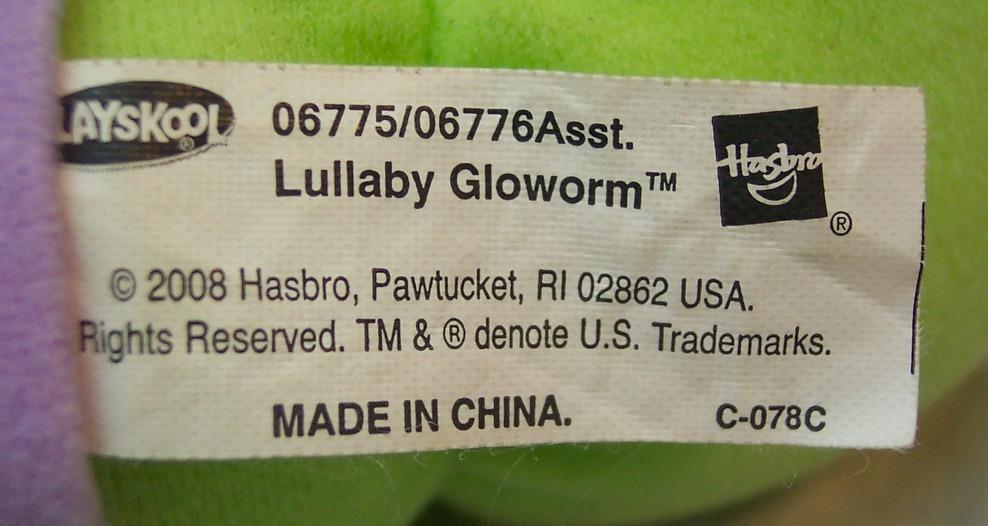 LAYSKOOL®
06775/06776Asst.
Lullaby Gloworm™
Hasbro®
© 2008 Hasbro, Pawtucket, RI 02862 USA.
Rights Reserved. TM & ® denote U.S. Trademarks.
MADE IN CHINA.
C-078C